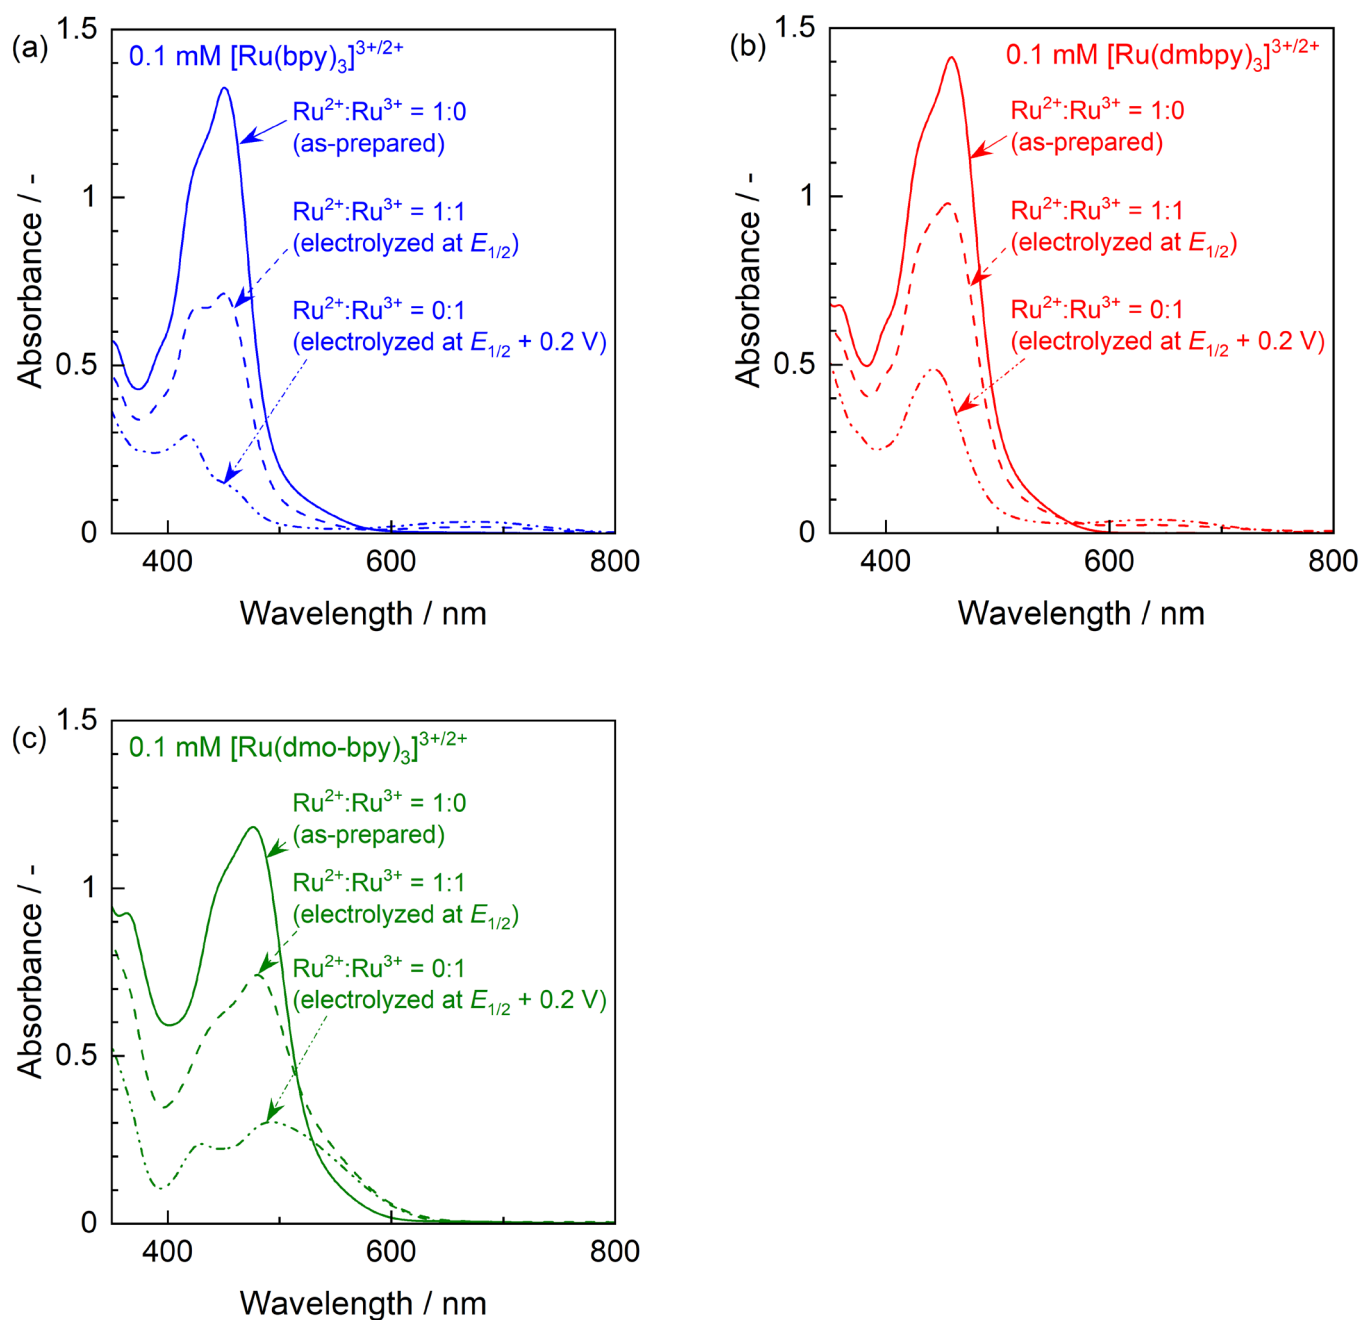 (a)
0.1 mM [Ru(bpy)₃]³⁺/²⁺
Ru²⁺:Ru³⁺ = 1:0
(as-prepared)
Ru²⁺:Ru³⁺ = 1:1
(electrolyzed at E₁/₂)
Ru²⁺:Ru³⁺ = 0:1
(electrolyzed at E₁/₂ + 0.2 V)
1.5
1
0.5
0
Absorbance / -
400
600
800
Wavelength / nm
(b)
0.1 mM [Ru(dmbpy)₃]³⁺/²⁺
Ru²⁺:Ru³⁺ = 1:0
(as-prepared)
Ru²⁺:Ru³⁺ = 1:1
(electrolyzed at E₁/₂)
Ru²⁺:Ru³⁺ = 0:1
(electrolyzed at E₁/₂ + 0.2 V)
1.5
1
0.5
0
Absorbance / -
400
600
800
Wavelength / nm
(c)
0.1 mM [Ru(dmo-bpy)₃]³⁺/²⁺
Ru²⁺:Ru³⁺ = 1:0
(as-prepared)
Ru²⁺:Ru³⁺ = 1:1
(electrolyzed at E₁/₂)
Ru²⁺:Ru³⁺ = 0:1
(electrolyzed at E₁/₂ + 0.2 V)
1.5
1
0.5
0
Absorbance / -
400
600
800
Wavelength / nm